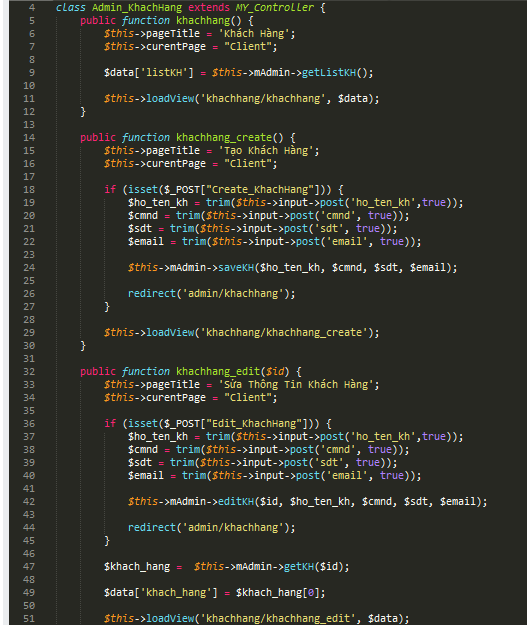 4 class Admin_KhachHang extends MY_Controller {
5 public function khachhang() {
6 $this->pageTitle = 'Khách Hàng';
7 $this->curentPage = "Client";
8
9 $data['listKH'] = $this->mAdmin->getListKH();
10
11 $this->loadView('khachhang/khachhang', $data);
12 }
13
14 public function khachhang_create() {
15 $this->pageTitle = 'Tạo Khách Hàng';
16 $this->curentPage = "Client";
17
18 if (isset($_POST["Create_KhachHang"])) {
19 $ho_ten_kh = trim($this->input->post('ho_ten_kh',true));
20 $cmnd = trim($this->input->post('cmnd', true));
21 $sdt = trim($this->input->post('sdt', true));
22 $email = trim($this->input->post('email', true));
23
24 $this->mAdmin->saveKH($ho_ten_kh, $cmnd, $sdt, $email);
25
26 redirect('admin/khachhang');
27 }
28
29 $this->loadView('khachhang/khachhang_create');
30 }
31
32 public function khachhang_edit($id) {
33 $this->pageTitle = 'Sửa Thông Tin Khách Hàng';
34 $this->curentPage = "Client";
35
36 if (isset($_POST["Edit_KhachHang"])) {
37 $ho_ten_kh = trim($this->input->post('ho_ten_kh',true));
38 $cmnd = trim($this->input->post('cmnd', true));
39 $sdt = trim($this->input->post('sdt', true));
40 $email = trim($this->input->post('email', true));
41
42 $this->mAdmin->editKH($id, $ho_ten_kh, $cmnd, $sdt, $email);
43
44 redirect('admin/khachhang');
45 }
46
47 $khach_hang =  $this->mAdmin->getKH($id);
48
49 $data['khach_hang'] = $khach_hang[0];
50
51 $this->loadView('khachhang/khachhang_edit', $data);